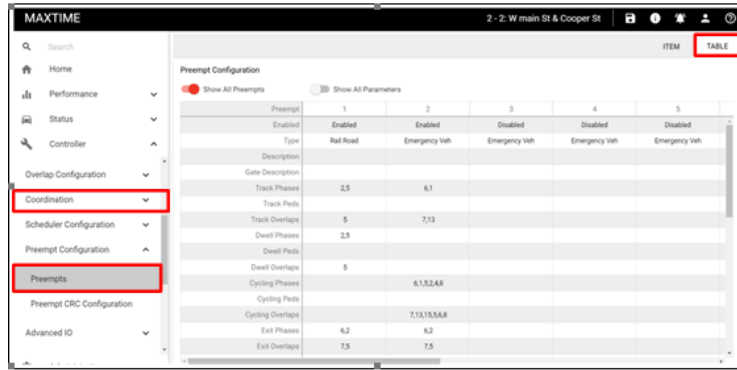 MAXTIME
2 - 2: W main St & Cooper St
Search
ITEM
TABLE
Home
Performance
Status
Controller
Overlap Configuration
Coordination
Scheduler Configuration
Preempt Configuration
Preempts
Preempt CRC Configuration
Advanced IO
Preempt Configuration
Show All Preempts
Show All Parameters
Preempt 1 2 3 4 5
Enabled Enabled Enabled Disabled Disabled Disabled
Type Rail Road Emergency Veh Emergency Veh Emergency Veh Emergency Veh
Description
Gate Description
Track Phases 2,5 6,1
Track Peds
Track Overlaps 5 7,13
Dwell Phases 2,5
Dwell Peds
Dwell Overlaps 5
Cycling Phases 6,1,5,2,4,8
Cycling Peds
Cycling Overlaps 7,13,15,5,6,8
Exit Phases 6,2 6,2
Exit Overlaps 7,5 7,5